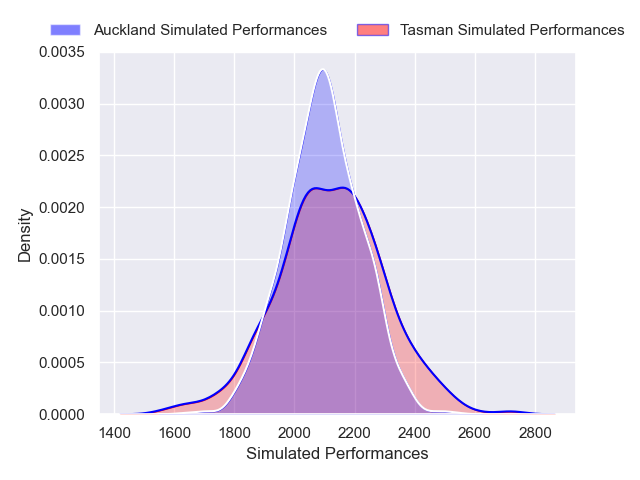 Auckland Simulated Performances
Tasman Simulated Performances
0.0035
0.0030
0.0025
0.0020
0.0015
0.0010
0.0005
0.0000
Density
1400 1600 1800 2000 2200 2400 2600 2800
Simulated Performances